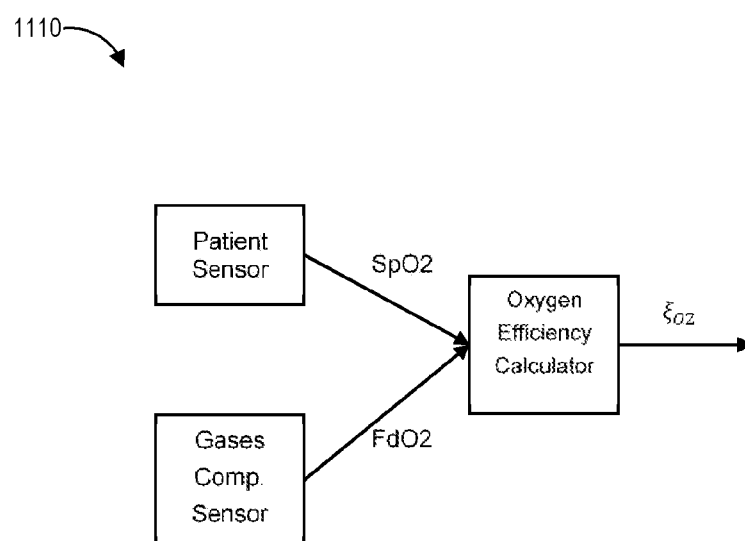 1110
Patient
Sensor
SpO2
Oxygen
Efficiency
Calculator
ξoz
Gases
Comp.
Sensor
FdO2